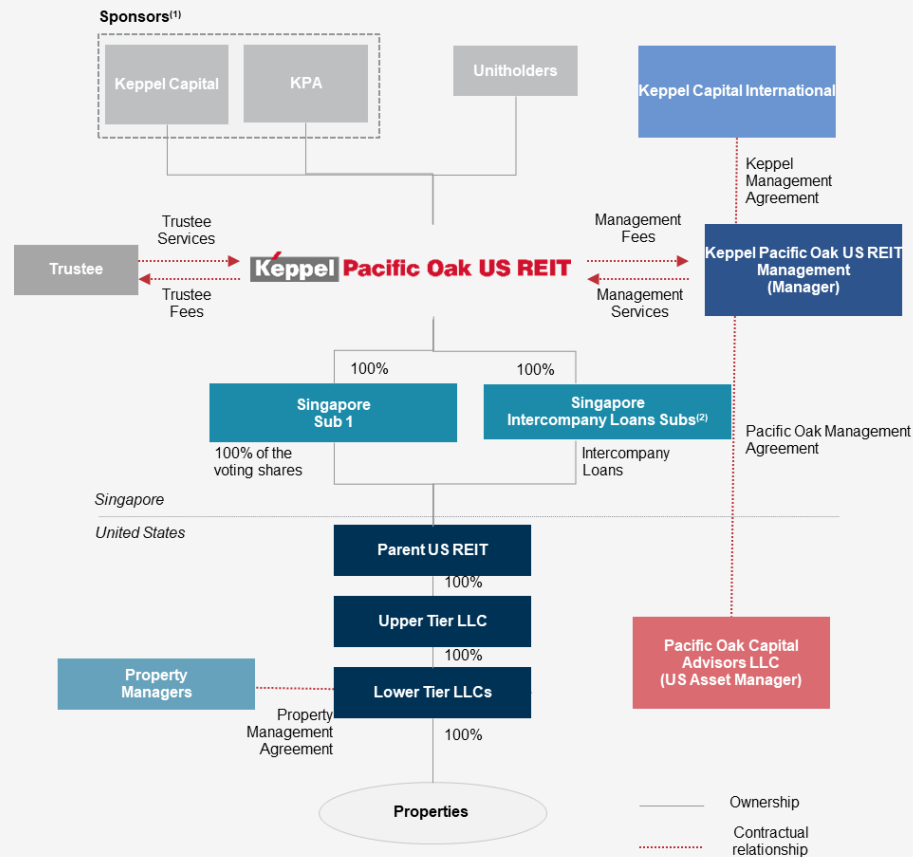 Sponsors(1)
Keppel Capital
KPA
Unitholders
Keppel Capital International
Keppel
Management
Agreement
Trustee
Services
Management
Fees
Trustee
Keppel Pacific Oak US REIT
Keppel Pacific Oak US REIT
Management
(Manager)
Trustee
Fees
Management
Services
100%
100%
Singapore
Sub 1
Singapore
Intercompany Loans Subs(2)
Pacific Oak Management
Agreement
100% of the
voting shares
Intercompany
Loans
Singapore
United States
Parent US REIT
100%
Upper Tier LLC
100%
Pacific Oak Capital
Advisors LLC
(US Asset Manager)
Property
Managers
Lower Tier LLCs
Property
Management
Agreement
100%
Properties
Ownership
Contractual
relationship